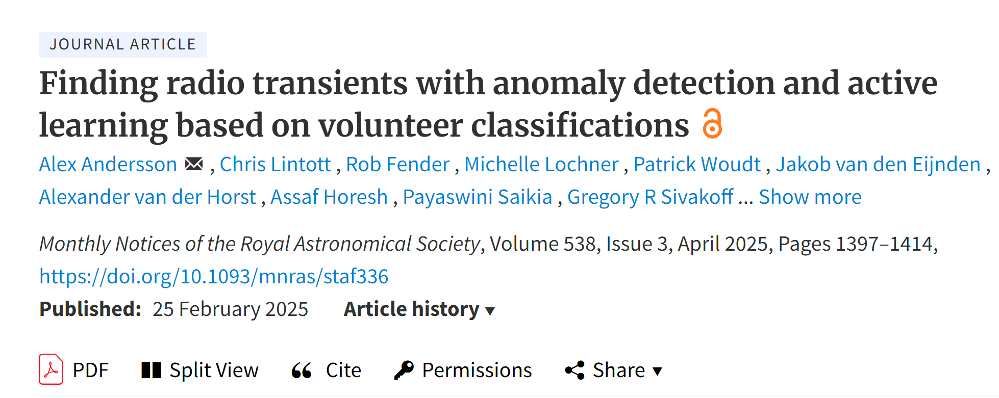 JOURNAL ARTICLE
Finding radio transients with anomaly detection and active
learning based on volunteer classifications
Alex Andersson , Chris Lintott , Rob Fender , Michelle Lochner , Patrick Woudt , Jakob van den Eijnden ,
Alexander van der Horst , Assaf Horesh , Payaswini Saikia , Gregory R Sivakoff ... Show more
Monthly Notices of the Royal Astronomical Society, Volume 538, Issue 3, April 2025, Pages 1397–1414,
https://doi.org/10.1093/mnras/staf336
Published: 25 February 2025 Article history ▼
PDF Split View Cite Permissions Share ▼